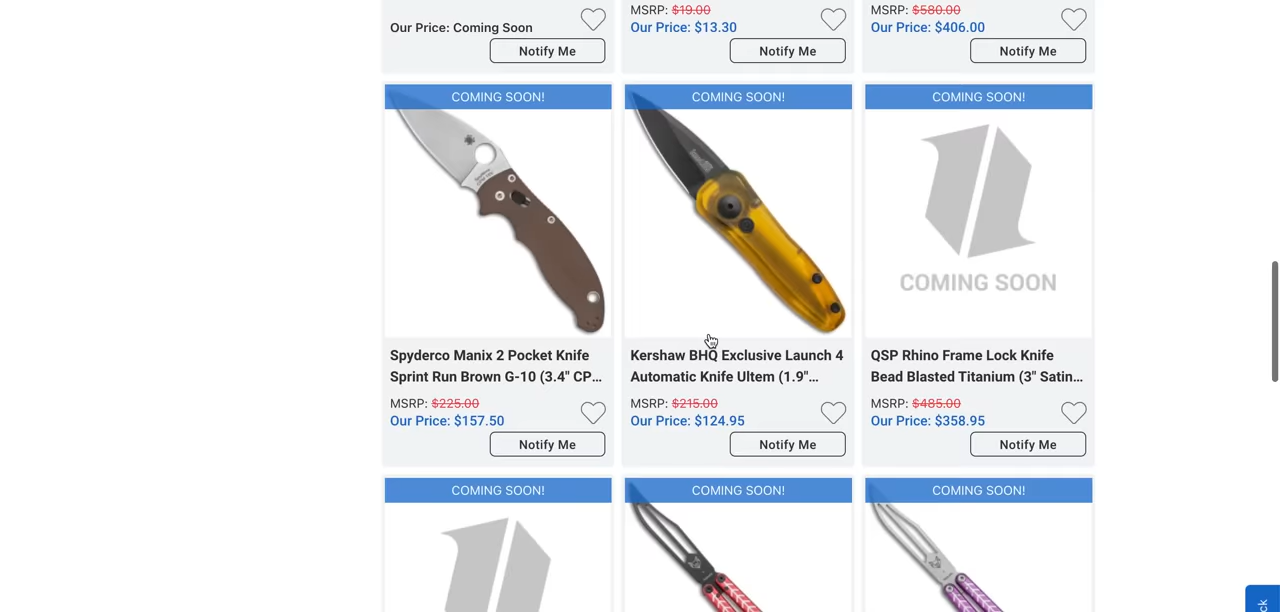 Our Price: Coming Soon
Notify Me
MSRP: $19.00
Our Price: $13.30
Notify Me
MSRP: $580.00
Our Price: $406.00
Notify Me
COMING SOON!
Spyderco Manix 2 Pocket Knife
Sprint Run Brown G-10 (3.4" CP...
MSRP: $225.00
Our Price: $157.50
Notify Me
COMING SOON!
Kershaw BHQ Exclusive Launch 4
Automatic Knife Ultem (1.9"...
MSRP: $215.00
Our Price: $124.95
Notify Me
COMING SOON!
COMING SOON
QSP Rhino Frame Lock Knife
Bead Blasted Titanium (3" Satin...
MSRP: $485.00
Our Price: $358.95
Notify Me
COMING SOON!
COMING SOON!
COMING SOON!